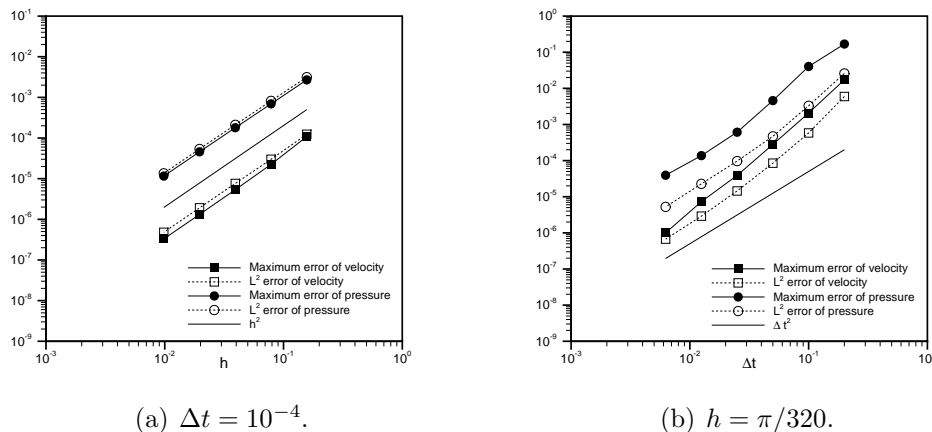 10^-1
10^-2
10^-3
10^-4
10^-5
10^-6
10^-7
10^-8
10^-9
Maximum error of velocity
L^2 error of velocity
Maximum error of pressure
L^2 error of pressure
h^2
10^-3 10^-2 10^-1 10^0
h
(a) Δt = 10^−4.
10^0
10^-1
10^-2
10^-3
10^-4
10^-5
10^-6
10^-7
10^-8
10^-9
Maximum error of velocity
L^2 error of velocity
Maximum error of pressure
L^2 error of pressure
Δ t^2
10^-3 10^-2 10^-1 10
Δt
(b) h = π/320.